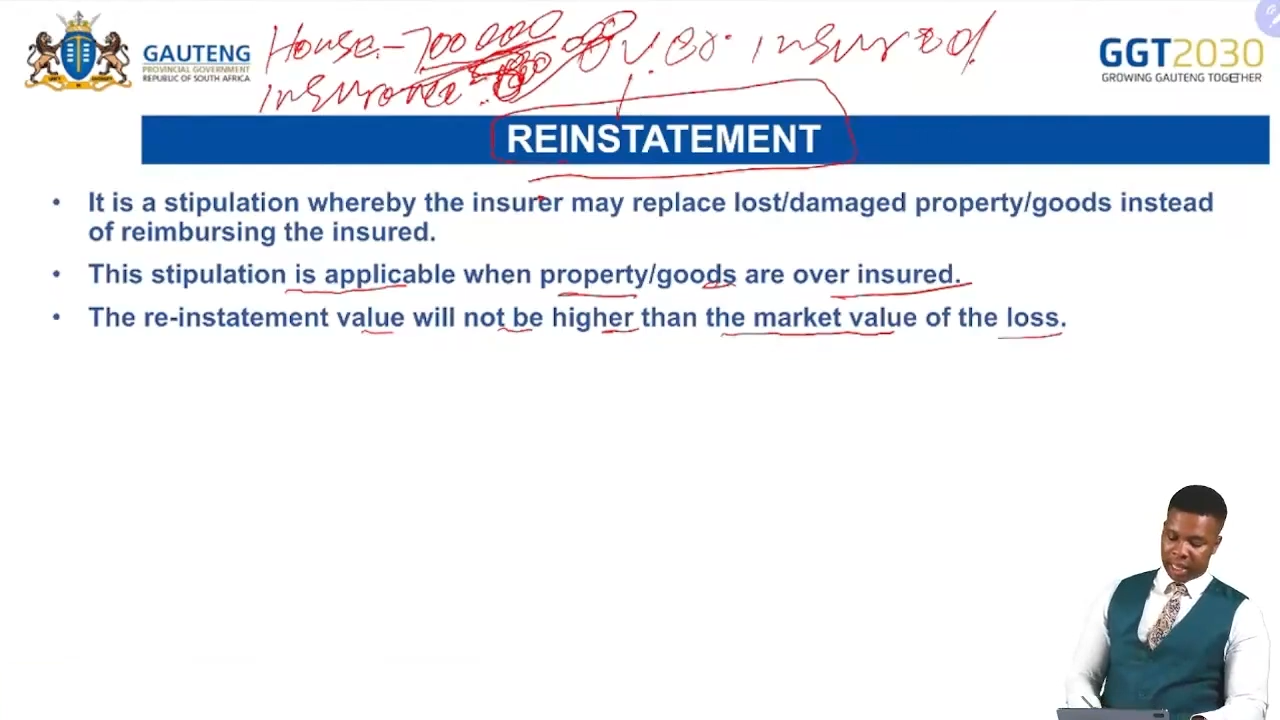 GAUTENG
PROVINCIAL GOVERNMENT
REPUBLIC OF SOUTH AFRICA
House - 700 000 over insured
insurance
GGT2030
GROWING GAUTENG TOGETHER
REINSTATEMENT
• It is a stipulation whereby the insurer may replace lost/damaged property/goods instead
of reimbursing the insured.
• This stipulation is applicable when property/goods are over insured.
• The re-instatement value will not be higher than the market value of the loss.